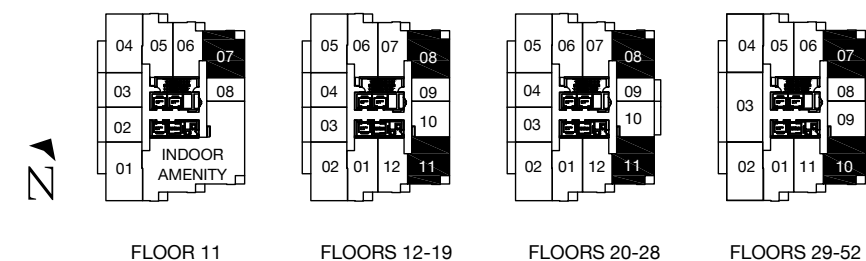 04 05 06 07
03 08
02
01 INDOOR
AMENITY
FLOOR 11
05 06 07 08
04 09
03 10
02 01 12 11
FLOORS 12-19
05 06 07 08
04 09
03 10
02 01 12 11
FLOORS 20-28
04 05 06 07
03 08
09
02 01 11 10
FLOORS 29-52
N